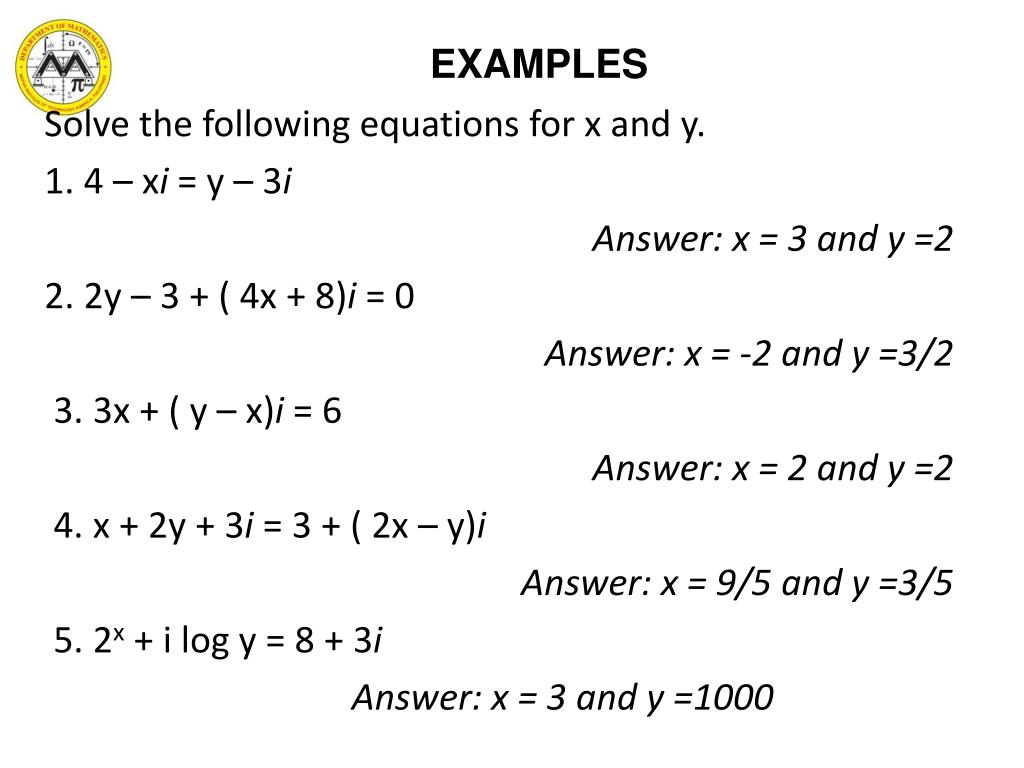 DEPARTMENT OF MATHEMATICS
EXAMPLES
Solve the following equations for x and y.
1. 4 – xi = y – 3i
Answer: x = 3 and y =2
2. 2y – 3 + ( 4x + 8)i = 0
Answer: x = -2 and y =3/2
3. 3x + ( y – x)i = 6
Answer: x = 2 and y =2
4. x + 2y + 3i = 3 + ( 2x – y)i
Answer: x = 9/5 and y =3/5
5. 2ˣ + i log y = 8 + 3i
Answer: x = 3 and y =1000